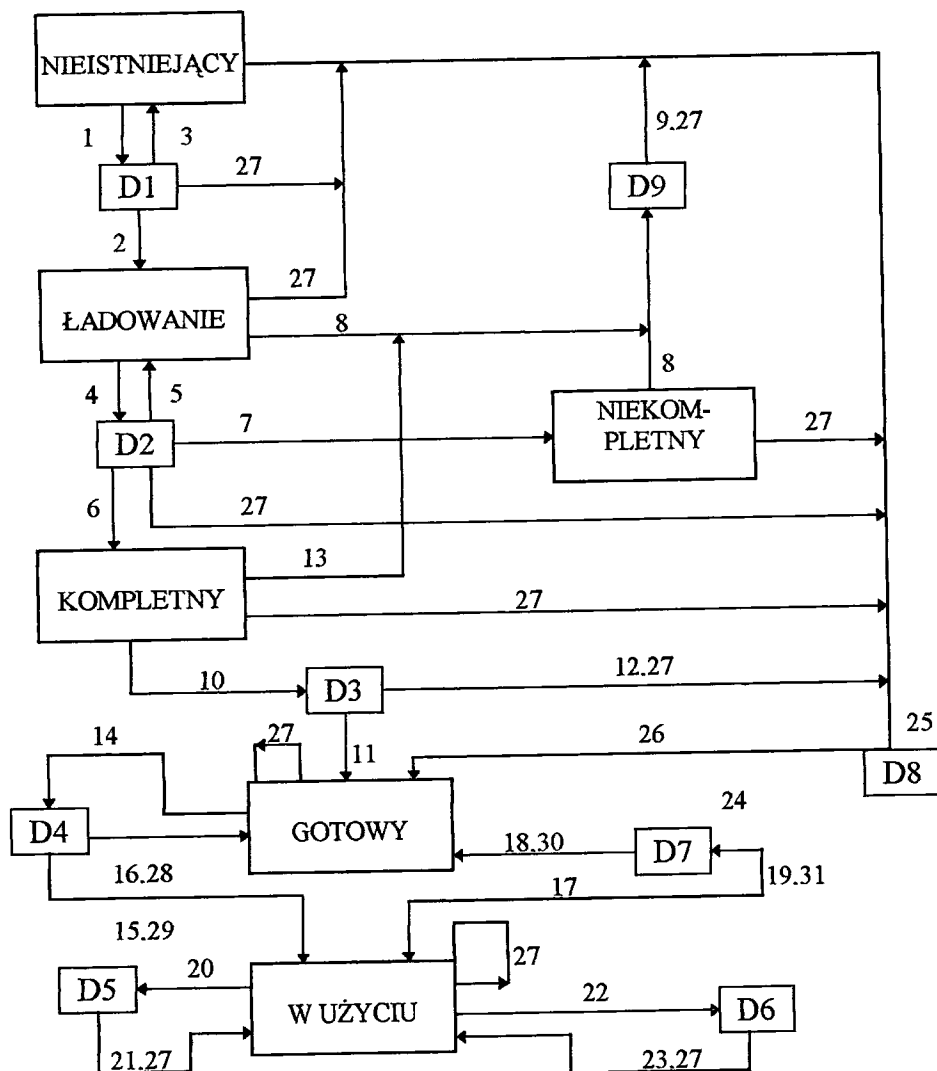 NIEISTNIEJĄCY
1
3
9,27
D1
27
D9
2
ŁADOWANIE
27
8
4
5
8
D2
7
NIEKOM-
PLETNY
27
6
27
KOMPLETNY
13
27
10
D3
12,27
14
27
11
26
25
D8
D4
GOTOWY
24
18,30
D7
16,28
17
19,31
15,29
27
D5
20
W UŻYCIU
22
D6
21,27
23,27